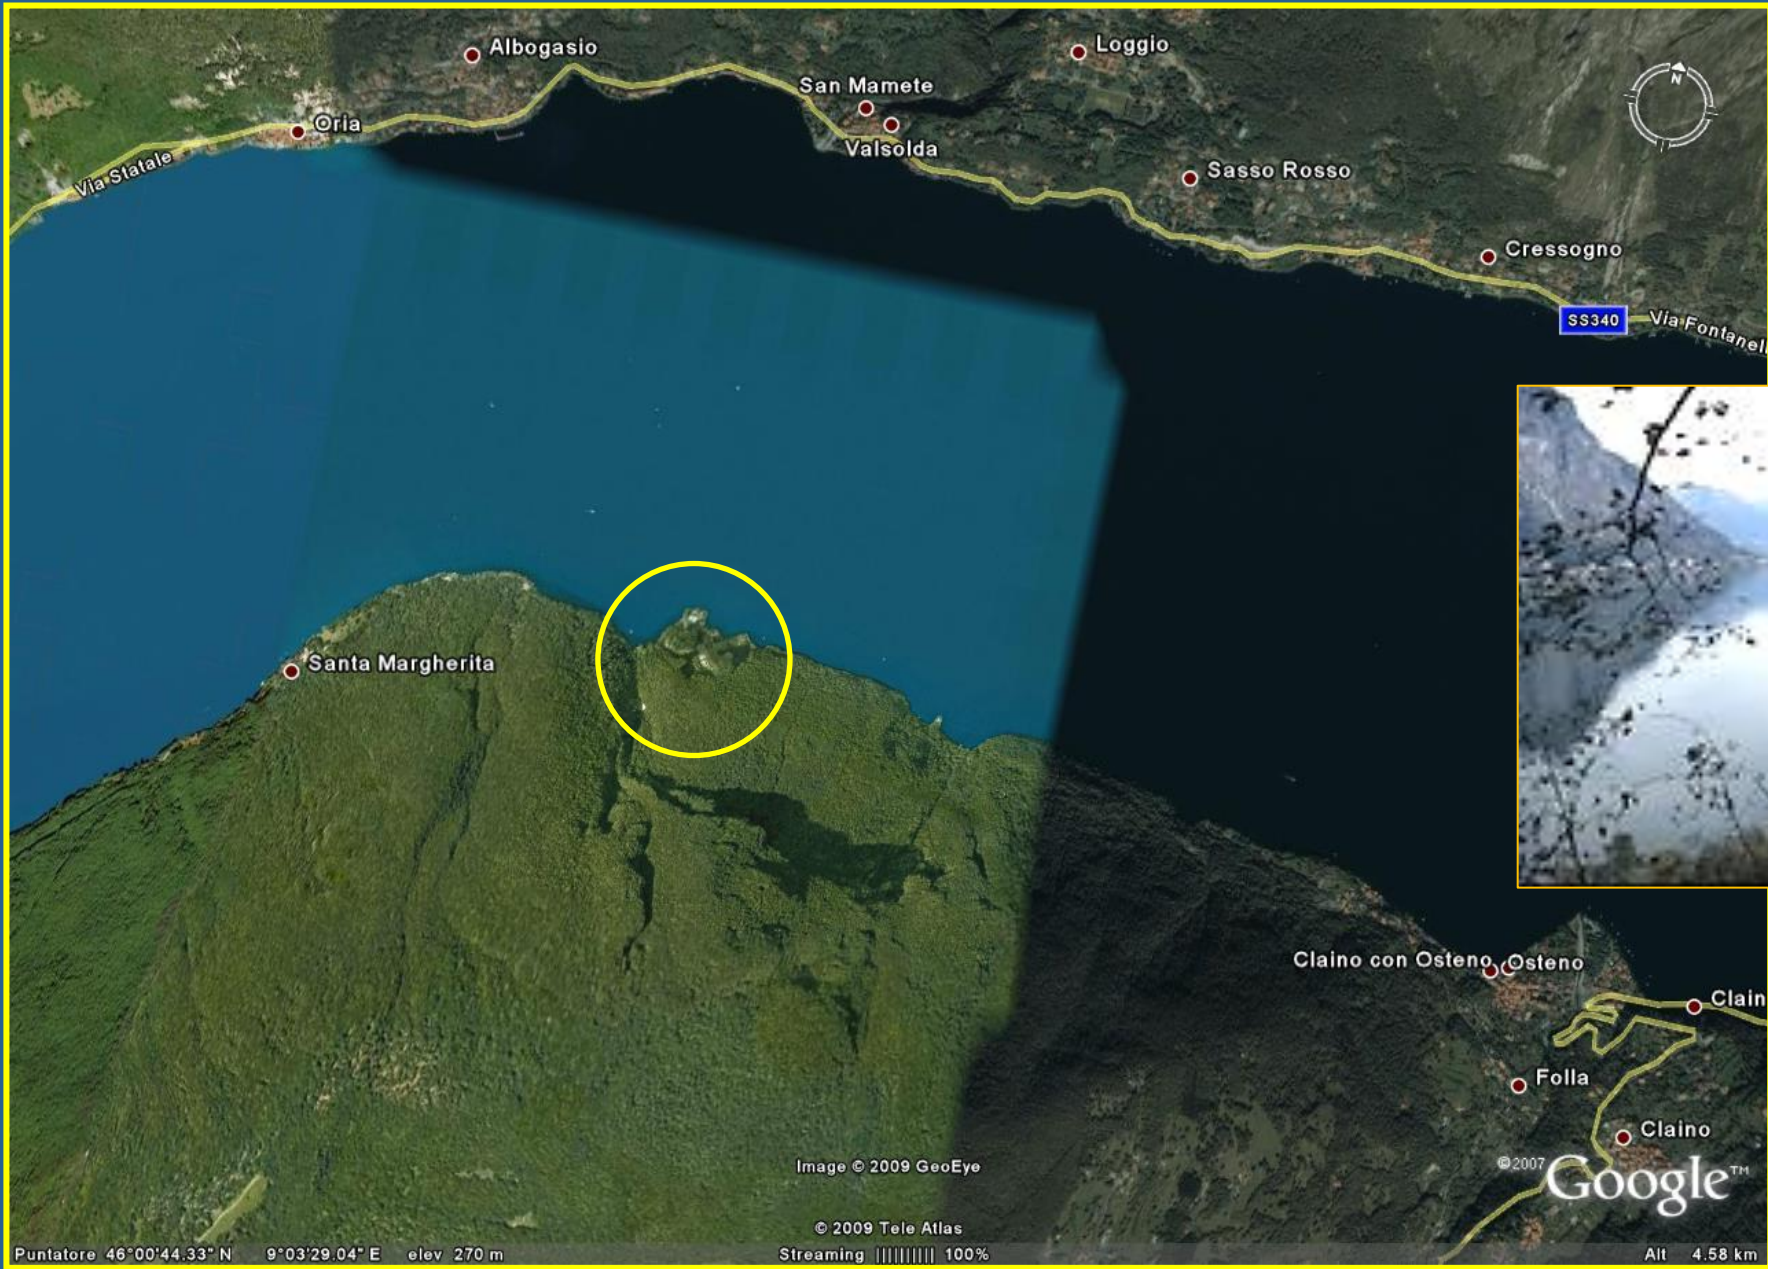 Albogasio
Loggio
San Mamete
N
Oria
Valsolda
Via Statale
Sasso Rosso
Cressogno
SS340
Via Fontanell
Santa Margherita
Claino con Osteno
Osteno
Clain
Folla
Claino
Image © 2009 GeoEye
©2007 Google™
© 2009 Tele Atlas
Puntatore 46°00'44.33" N 9°03'29.04" E elev 270 m
Streaming |||||||||| 100%
Alt 4.58 km